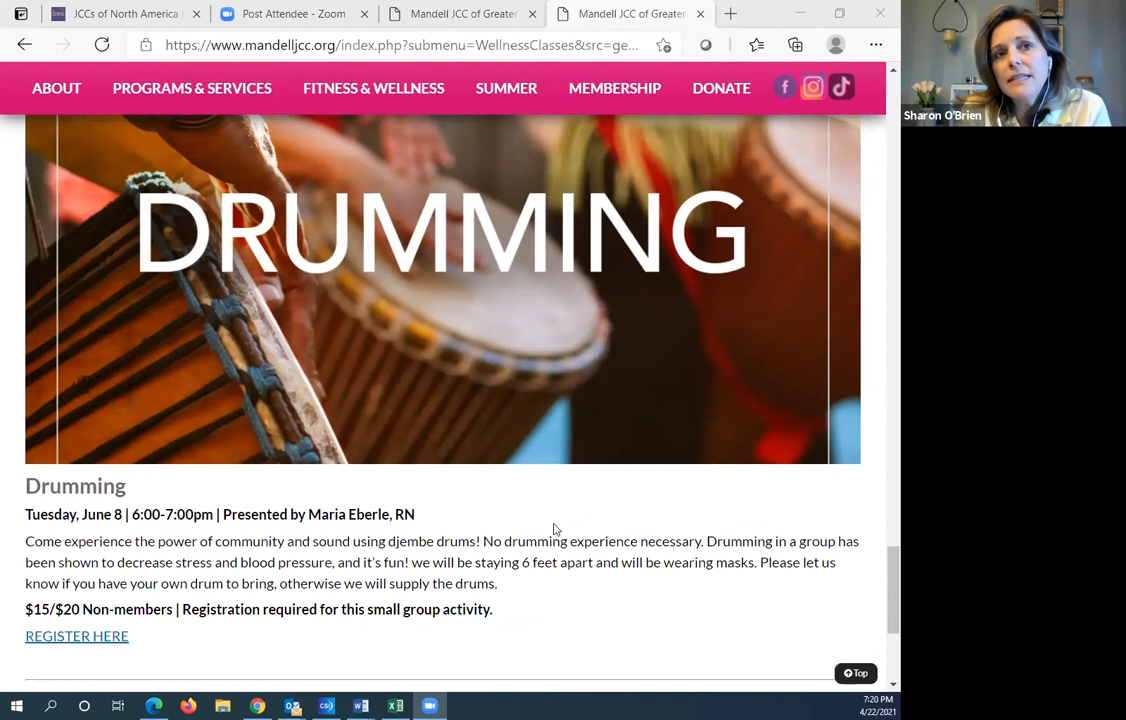 JCCs of North America
Post Attendee - Zoom
Mandell JCC of Greater
Mandell JCC of Greater
https://www.mandelljcc.org/index.php?submenu=WellnessClasses&src=ge...
Sharon O'Brien
ABOUT PROGRAMS & SERVICES FITNESS & WELLNESS SUMMER MEMBERSHIP DONATE
DRUMMING
Drumming
Tuesday, June 8 | 6:00-7:00pm | Presented by Maria Eberle, RN
Come experience the power of community and sound using djembe drums! No drumming experience necessary. Drumming in a group has
been shown to decrease stress and blood pressure, and it's fun! we will be staying 6 feet apart and will be wearing masks. Please let us
know if you have your own drum to bring, otherwise we will supply the drums.
$15/$20 Non-members | Registration required for this small group activity.
REGISTER HERE
Top
7:20 PM
4/22/2021